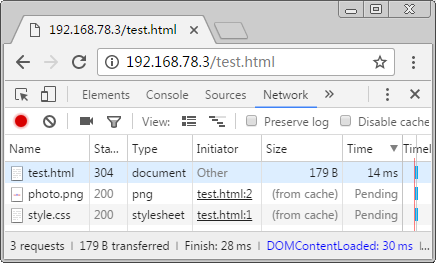 192.168.78.3/test.html
192.168.78.3/test.html
Elements Console Sources Network
View: Preserve log Disable cache
Name Sta... Type Initiator Size Time Timel
test.html 304 document Other 179 B 14 ms
photo.png 200 png test.html:2 (from cache) Pending
style.css 200 stylesheet test.html:1 (from cache) Pending
3 requests | 179 B transferred | Finish: 28 ms | DOMContentLoaded: 30 ms |...